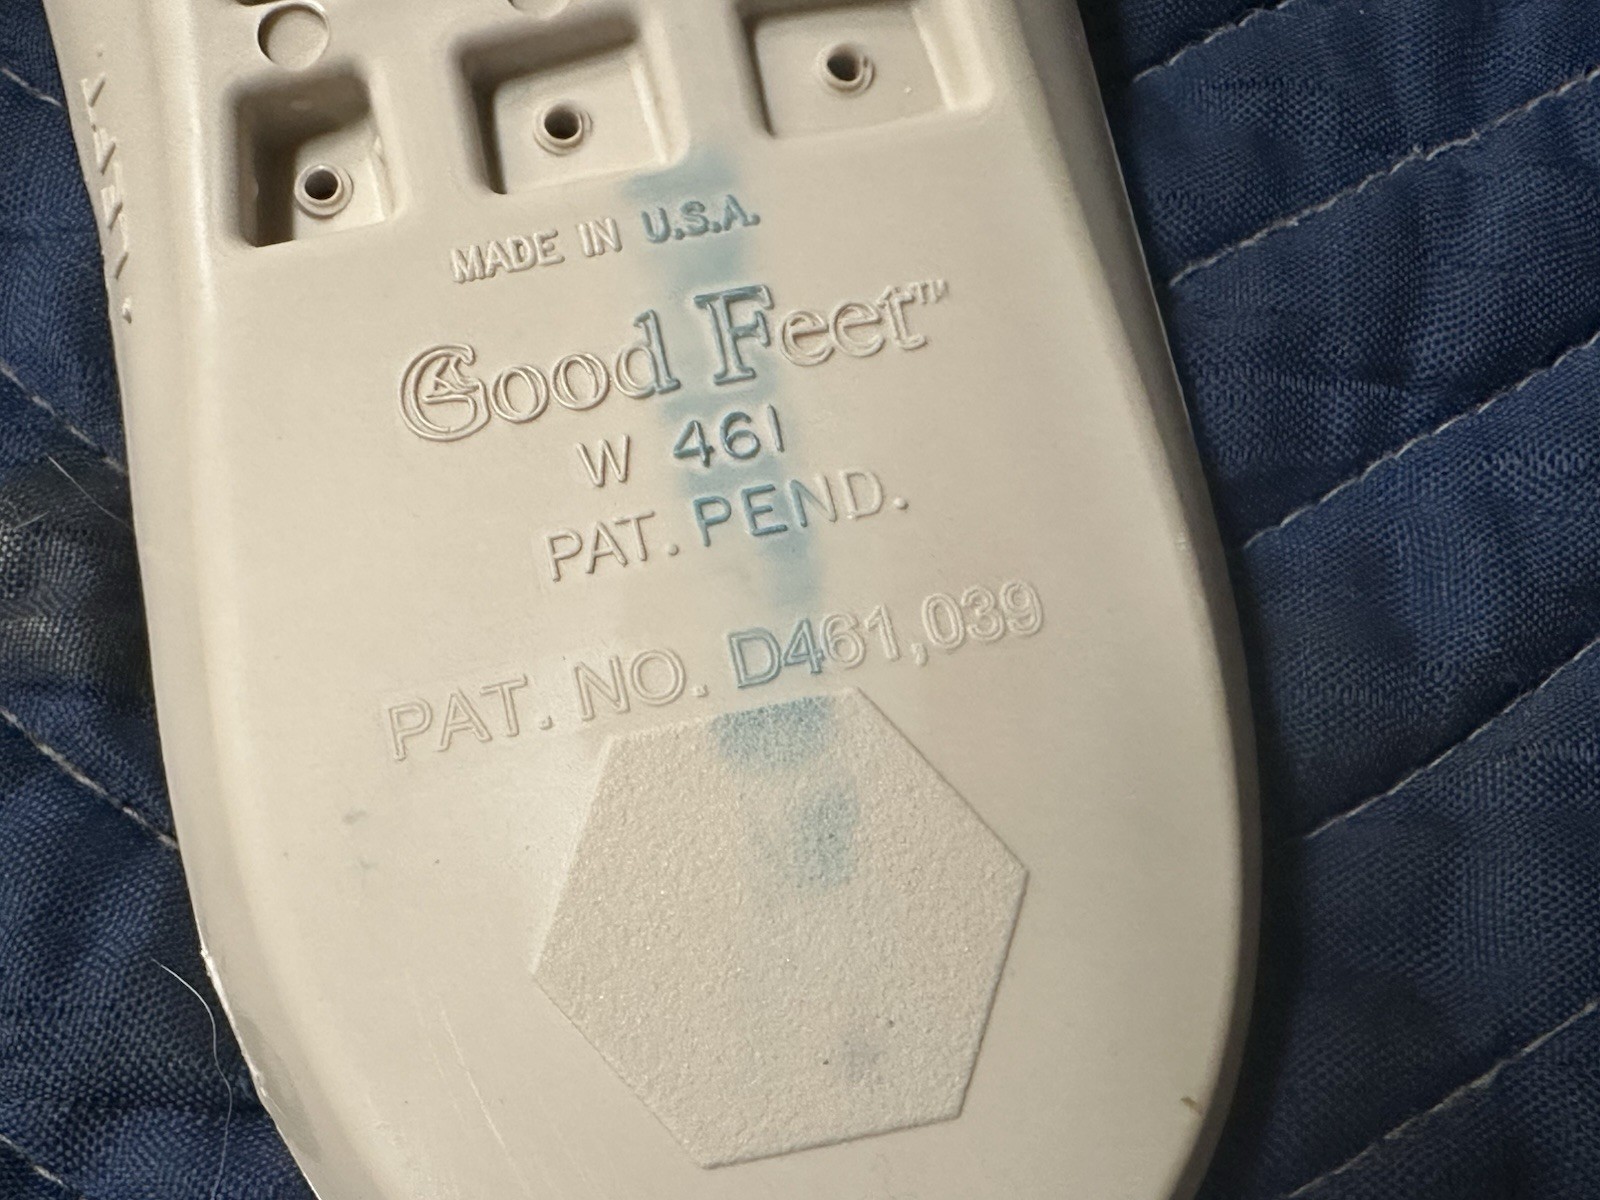 MADE IN U.S.A.
Good Feet™
W 461
PAT. PEND.
PAT. NO. D461,039